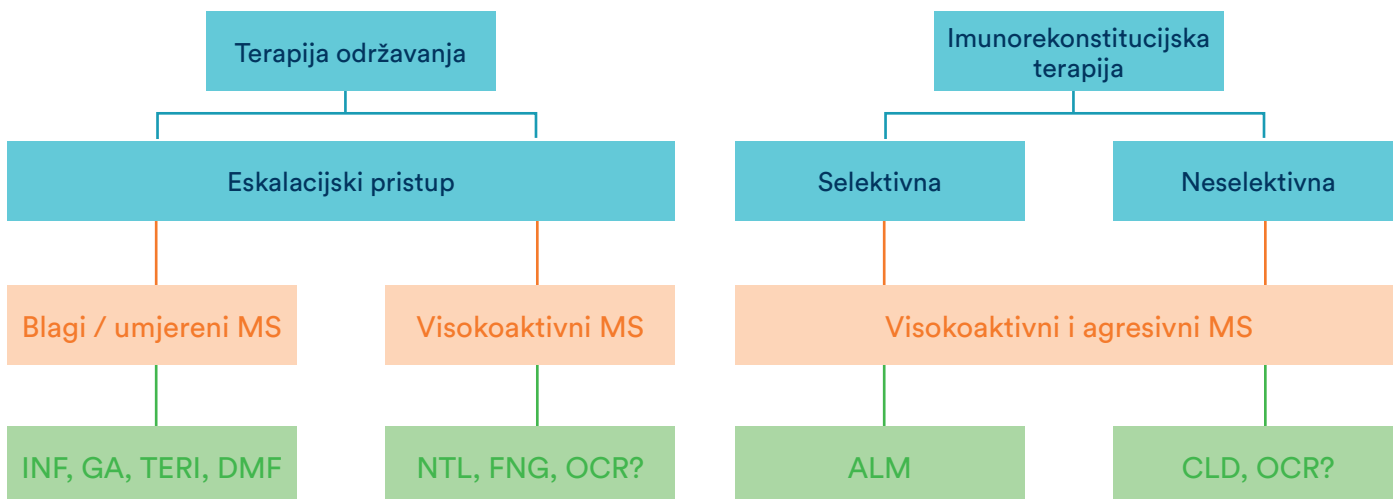 Terapija održavanja
Imunorekonstitucijska
terapija
Eskalacijski pristup
Selektivna
Neselektivna
Blagi / umjereni MS
Visokoaktivni MS
Visokoaktivni i agresivni MS
INF, GA, TERI, DMF
NTL, FNG, OCR?
ALM
CLD, OCR?